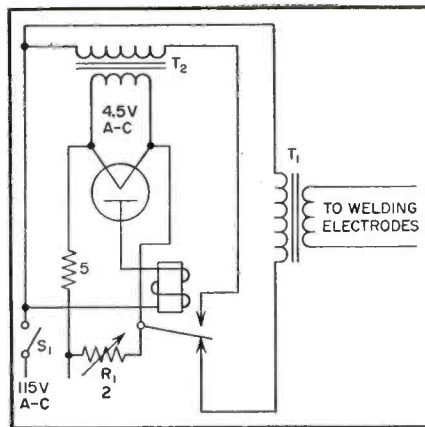 T2
4.5V
A-C
T1
TO WELDING
ELECTRODES
5
S1
115V
A-C
R1
2